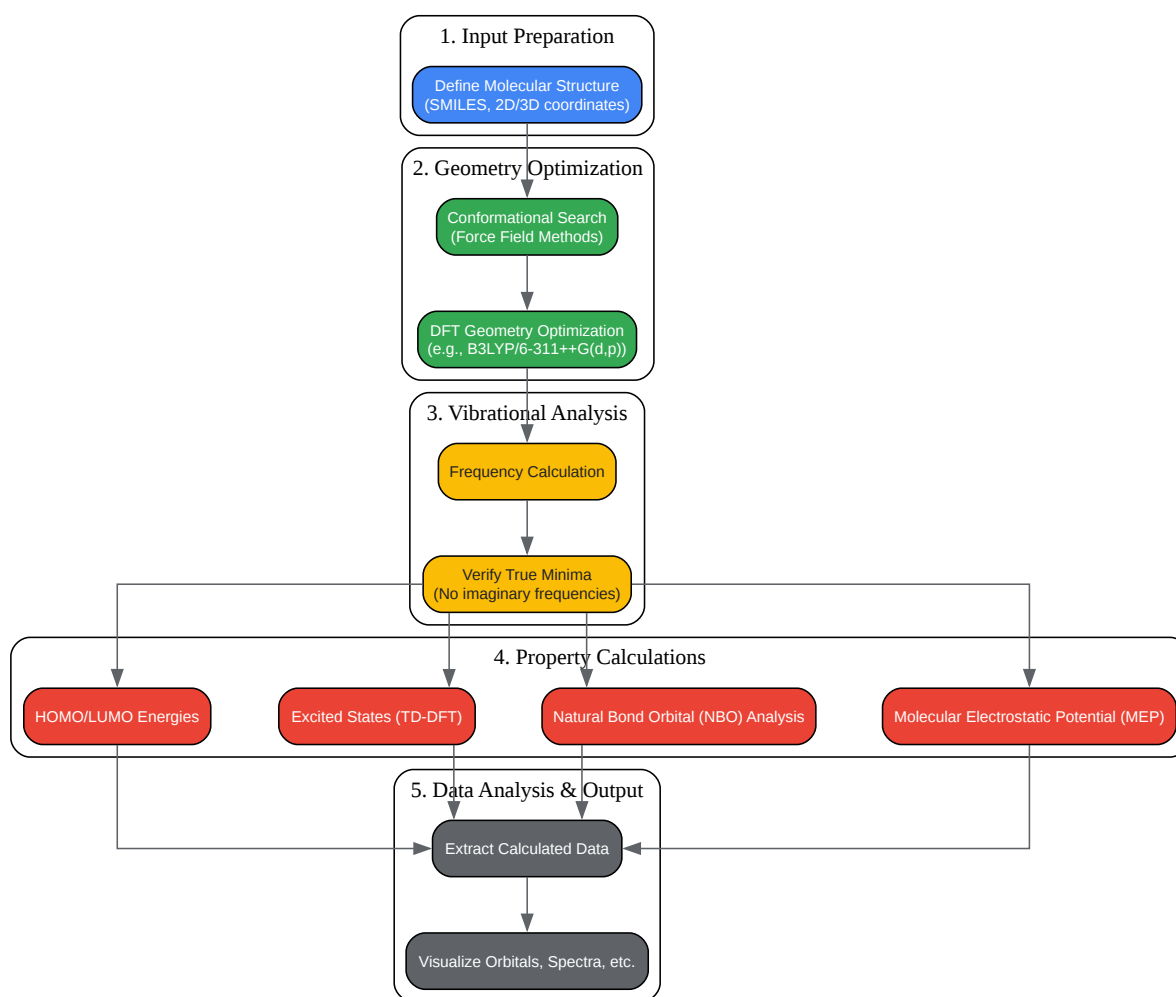 1. Input Preparation
Define Molecular Structure
(SMILES, 2D/3D coordinates)
2. Geometry Optimization
Conformational Search
(Force Field Methods)
DFT Geometry Optimization
(e.g., B3LYP/6-311++G(d,p))
3. Vibrational Analysis
Frequency Calculation
Verify True Minima
(No imaginary frequencies)
4. Property Calculations
HOMO/LUMO Energies
Excited States (TD-DFT)
Natural Bond Orbital (NBO) Analysis
Molecular Electrostatic Potential (MEP)
5. Data Analysis & Output
Extract Calculated Data
Visualize Orbitals, Spectra, etc.